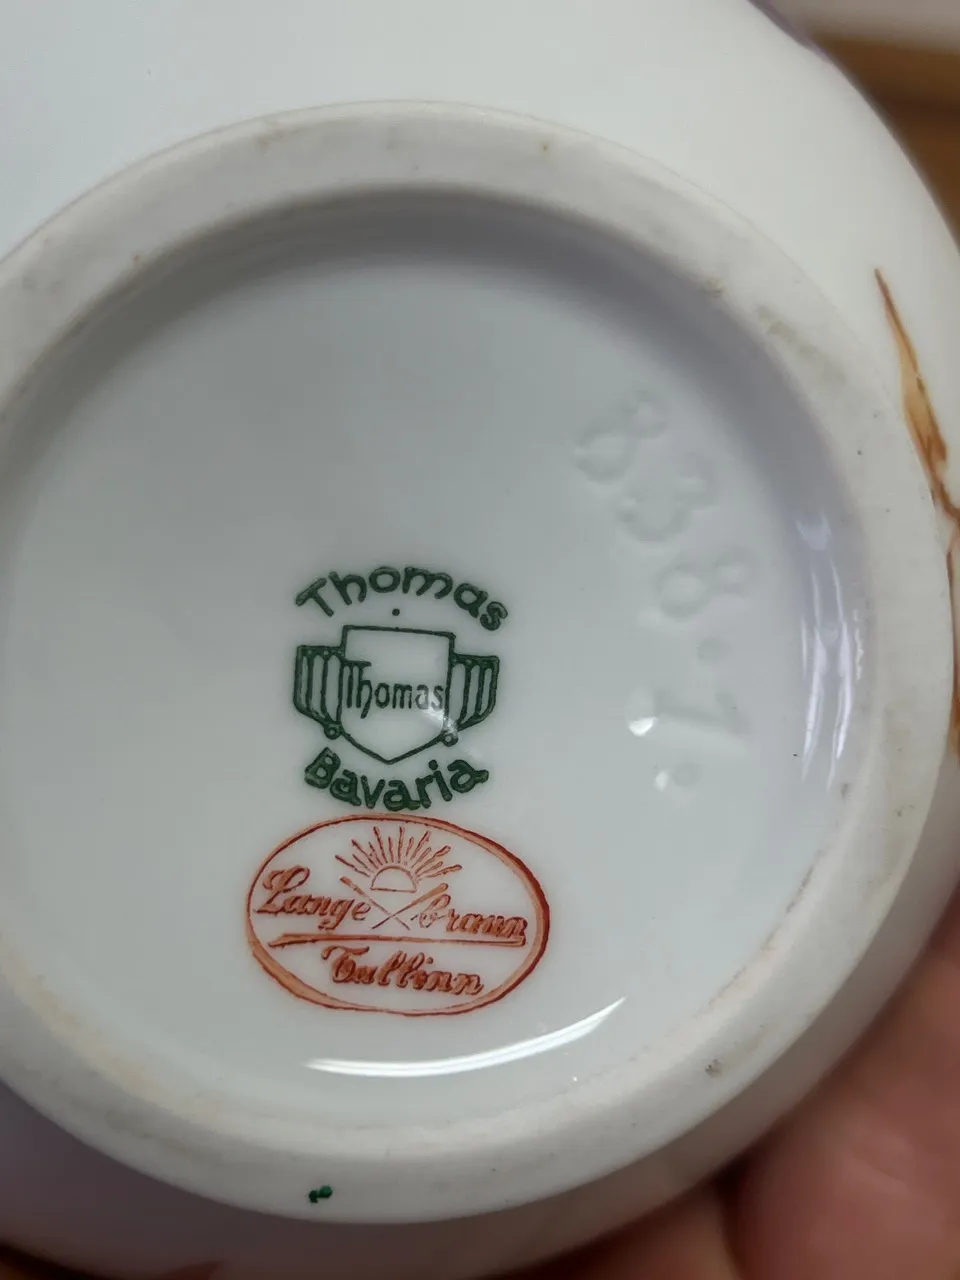 Thomas
Thomas
Bavaria
Lange Braun
Tallinn
838·1·